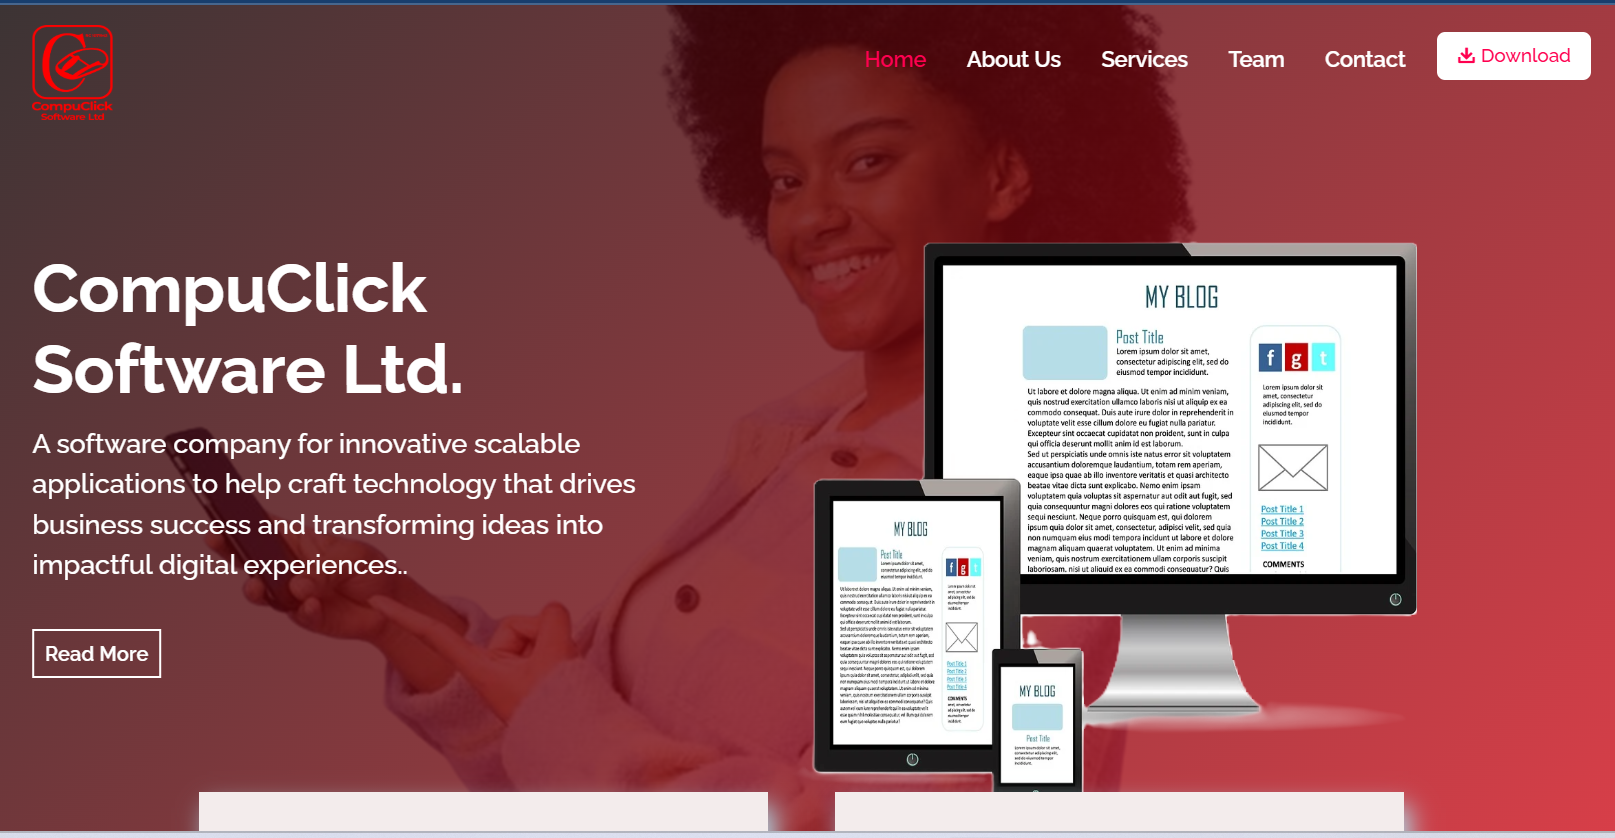 CompuClick
Software Ltd
Home
About Us
Services
Team
Contact
Download
CompuClick
Software Ltd.
A software company for innovative scalable
applications to help craft technology that drives
business success and transforming ideas into
impactful digital experiences..
Read More
MY BLOG
Post Title
Lorem ipsum dolor sit amet,
consectetur adipiscing elit, sed do
eiusmod tempor incididunt.
Ut labore et dolore magna aliqua. Ut enim ad minim veniam,
quis nostrud exercitation ullamco laboris nisi ut aliquip ex ea
commodo consequat. Duis aute irure dolor in reprehenderit in
voluptate velit esse cillum dolore eu fugiat nulla pariatur.
Excepteur sint occaecat cupidatat non proident, sunt in culpa
qui officia deserunt mollit anim id est laborum.
Sed ut perspiciatis unde omnis iste natus error sit voluptatem
accusantium doloremque laudantium, totam rem aperiam,
eaque ipsa quae ab illo inventore veritatis et quasi architecto
beatae vitae dicta sunt explicabo. Nemo enim ipsam
voluptatem quia voluptas sit aspernatur aut odit aut fugit, sed
quia consequuntur magni dolores eos qui ratione voluptatem
sequi nesciunt. Neque porro quisquam est, qui dolorem
ipsum quia dolor sit amet, consectetur, adipisci velit, sed quia
non numquam eius modi tempora incidunt ut labore et dolore
magnam aliquam quaerat voluptatem. Ut enim ad minima
veniam, quis nostrum exercitationem ullam corporis suscipit
laboriosam, nisi ut aliquid ex ea commodi consequatur? Quis
f g t
Lorem ipsum dolor sit
amet, consectetur
adipiscing elit, sed do
eiusmod tempor
incididunt.
Post Title 1
Post Title 2
Post Title 3
Post Title 4
COMMENTS
MY BLOG
Post Title
f g t
Post Title 1
Post Title 2
Post Title 3
Post Title 4
COMMENTS
MY BLOG
Post Title